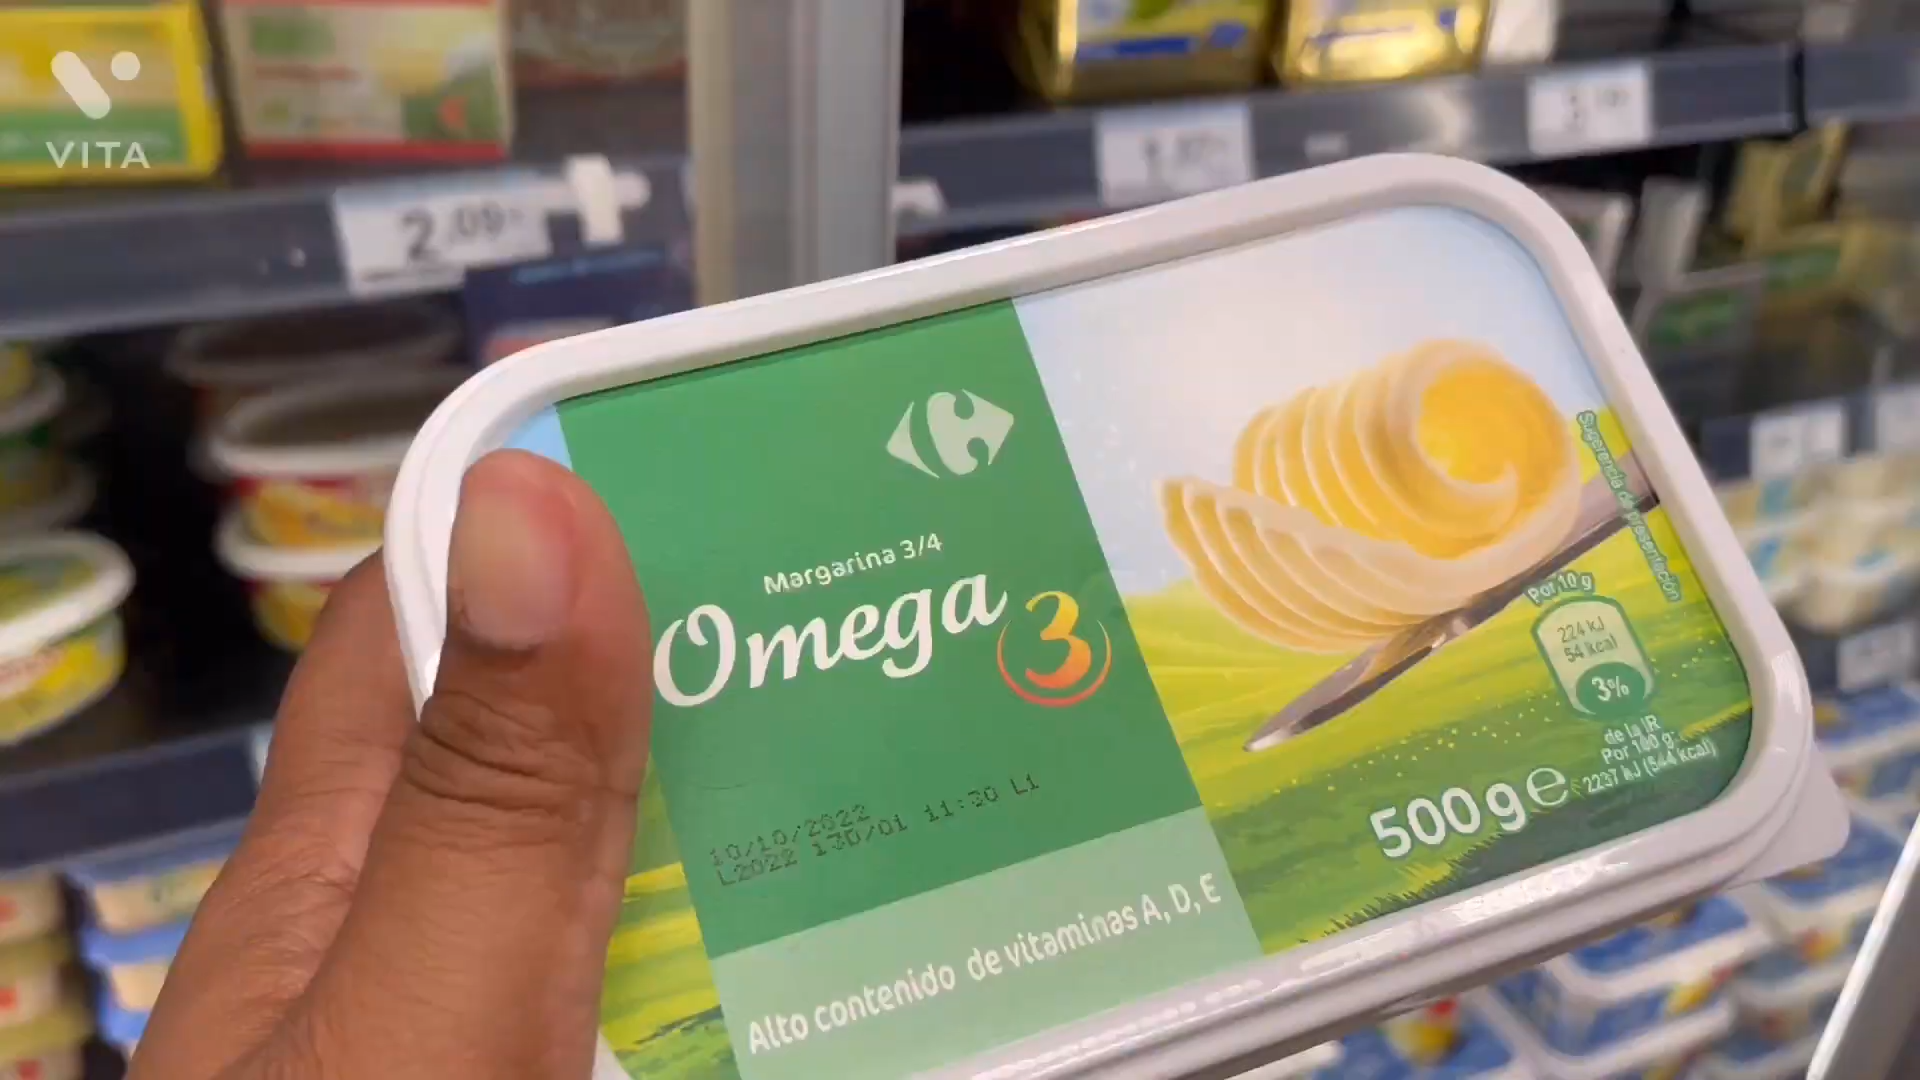 VITA
2.09
Margarina 3/4
Omega 3
10/10/2022
L2022 130/01 11:30 L1
Alto contenido de vitaminas A, D, E
Sugerencia de presentación
Por 10 g
224 kJ
54 kcal
3%
de la IR
Por 100 g:
2237 kJ (544 kcal)
500 g e